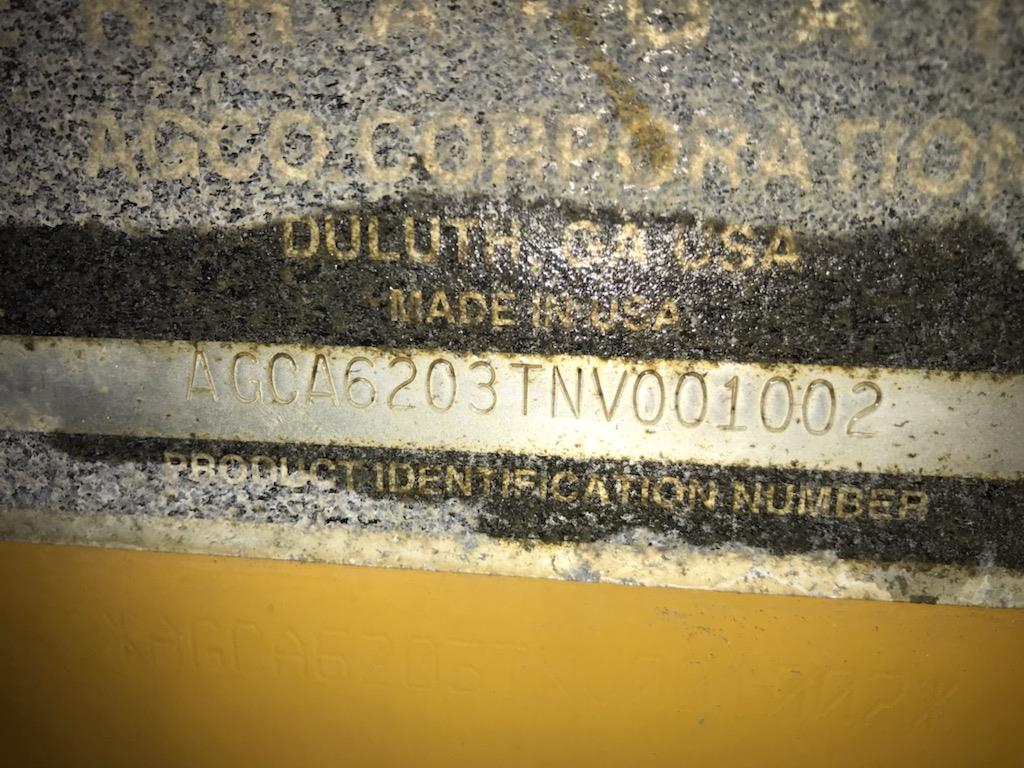 AGCO CORPORATION
DULUTH, GA USA
MADE IN USA
AGCA6203TNV001002
PRODUCT IDENTIFICATION NUMBER